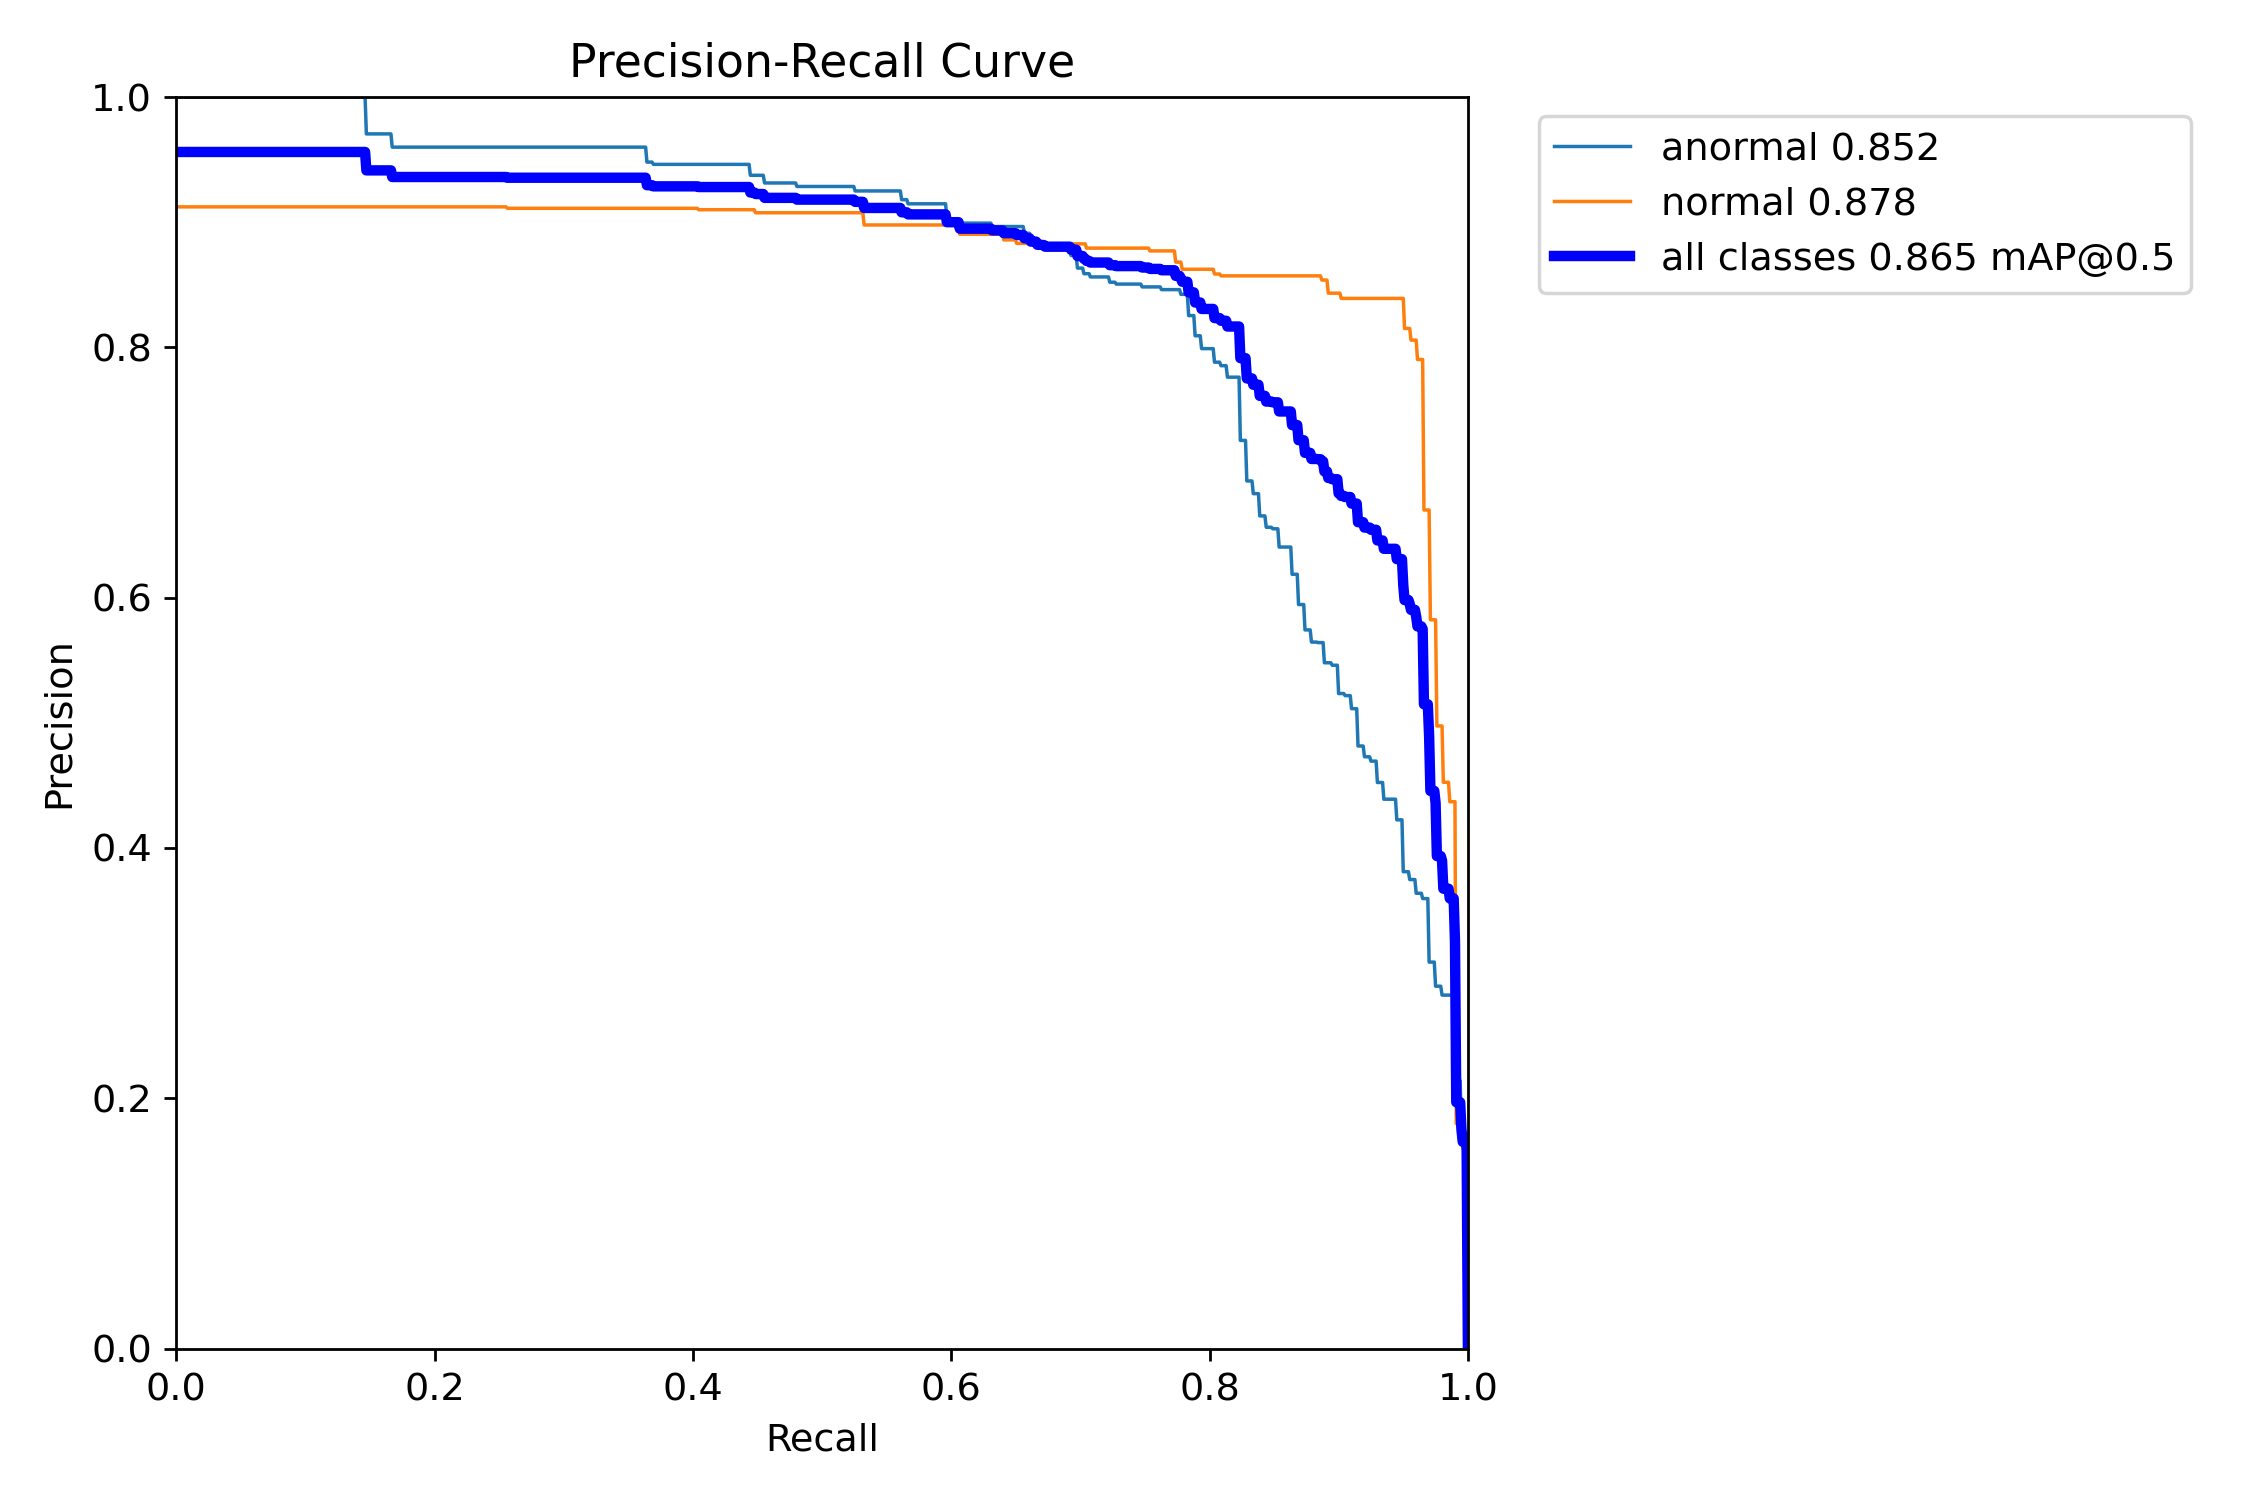 Precision-Recall Curve
1.0
0.8
0.6
0.4
0.2
0.0
Precision
0.0 0.2 0.4 0.6 0.8 1.0
Recall
anormal 0.852
normal 0.878
all classes 0.865 mAP@0.5